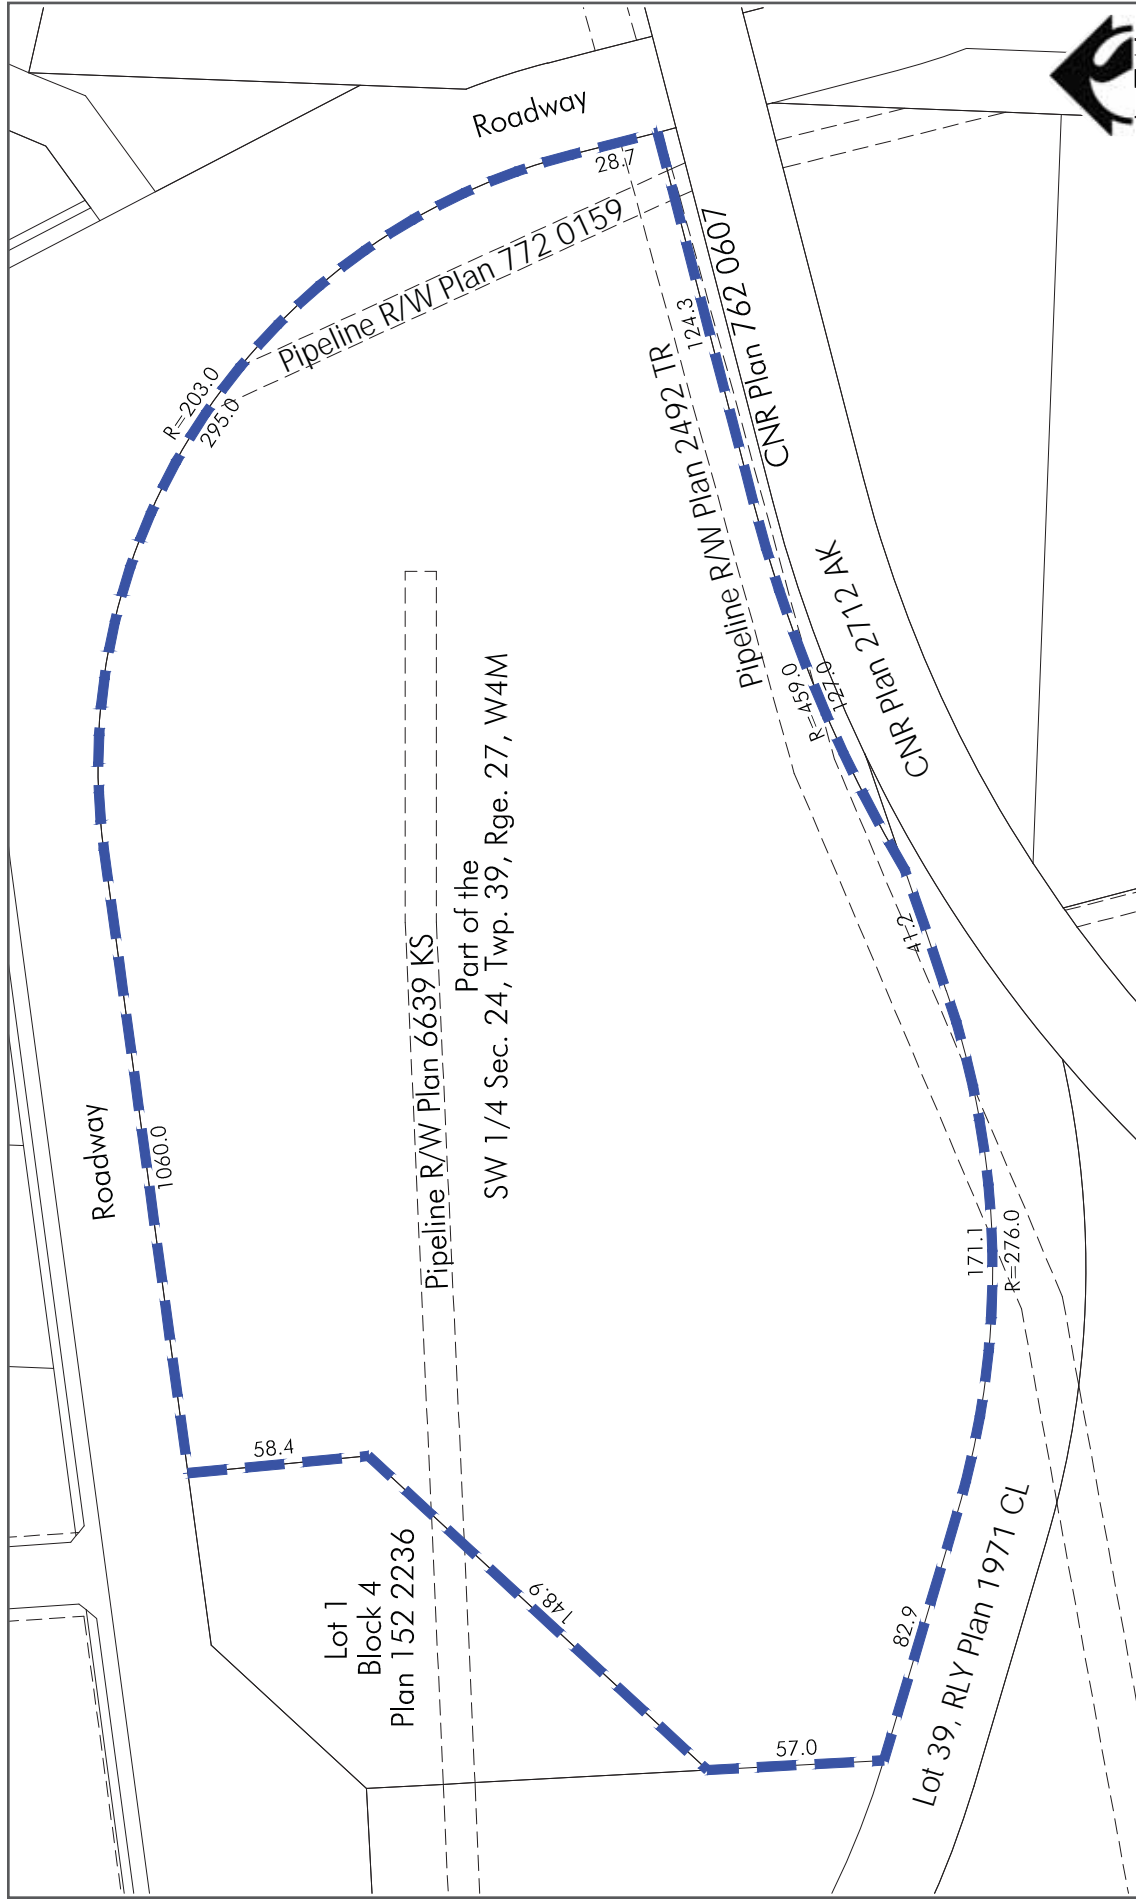 Roadway
28.7
Pipeline R/W Plan 772 0159
R=203.0
295.0
124.3
CNR Plan 762 0607
Pipeline R/W Plan 2492 TR
CNR Plan 2712 AK
R=459.0
127.0
Part of the
SW 1/4 Sec. 24, Twp. 39, Rge. 27, W4M
Pipeline R/W Plan 6639 KS
41.2
Roadway
1060.0
171.1
R=276.0
58.4
Lot 1
Block 4
Plan 152 2236
148.9
82.9
Lot 39, RLY Plan 1971 CL
57.0